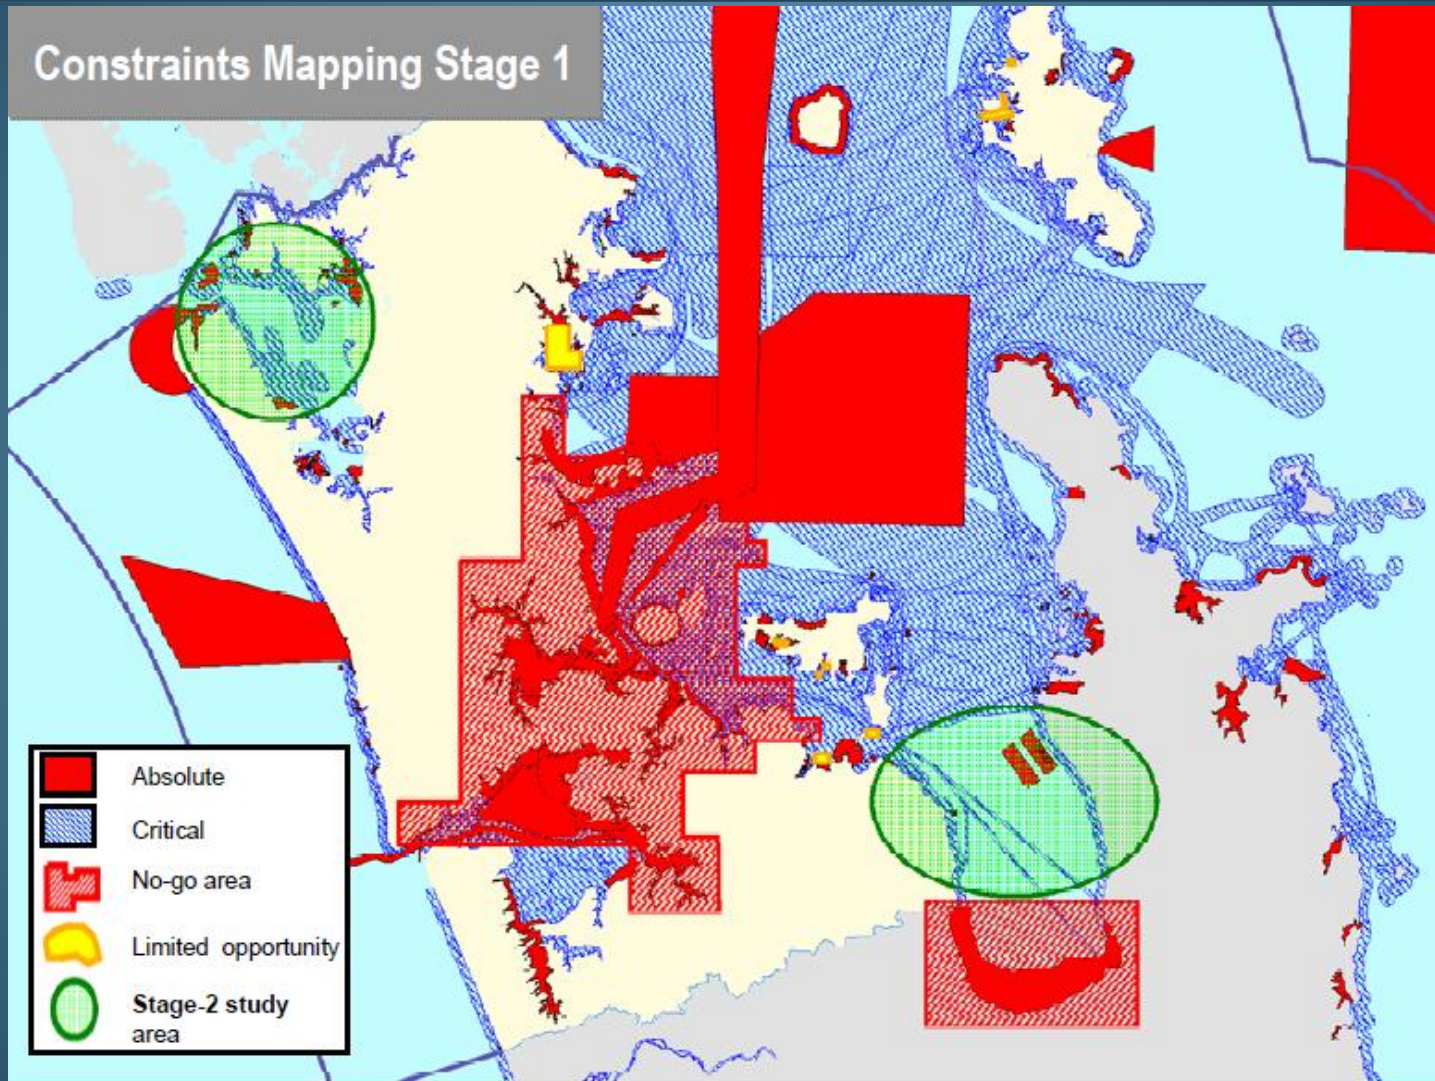 Constraints Mapping Stage 1
Absolute
Critical
No-go area
Limited opportunity
Stage-2 study
area